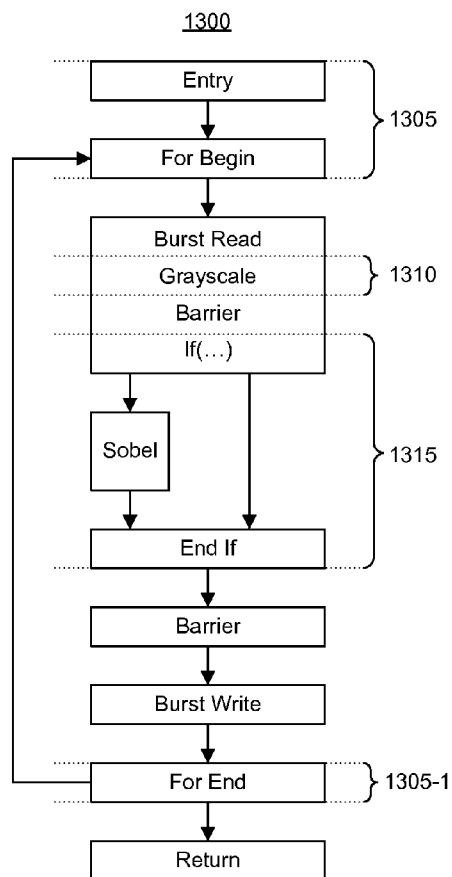 1300
Entry
1305
For Begin
Burst Read
Grayscale
1310
Barrier
If(...)
Sobel
1315
End If
Barrier
Burst Write
For End
1305-1
Return